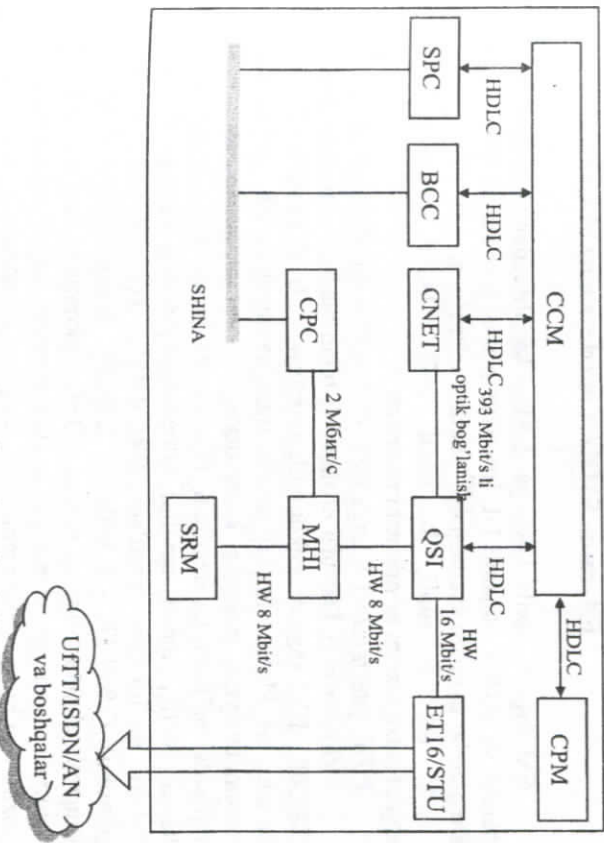 CCM
HDLC
CPM
HDLC
HDLC
HDLC
HDLC
SPC
BCC
CNET
393 Mbit/s li
optik bog'lanish
QSI
HW
16 Mbit/s
ET16/STU
HW 8 Mbit/s
CPC
2 Мбит/с
MHI
HW 8 Mbit/s
SHINA
SRM
UfTT/ISDN/AN
va boshqalar